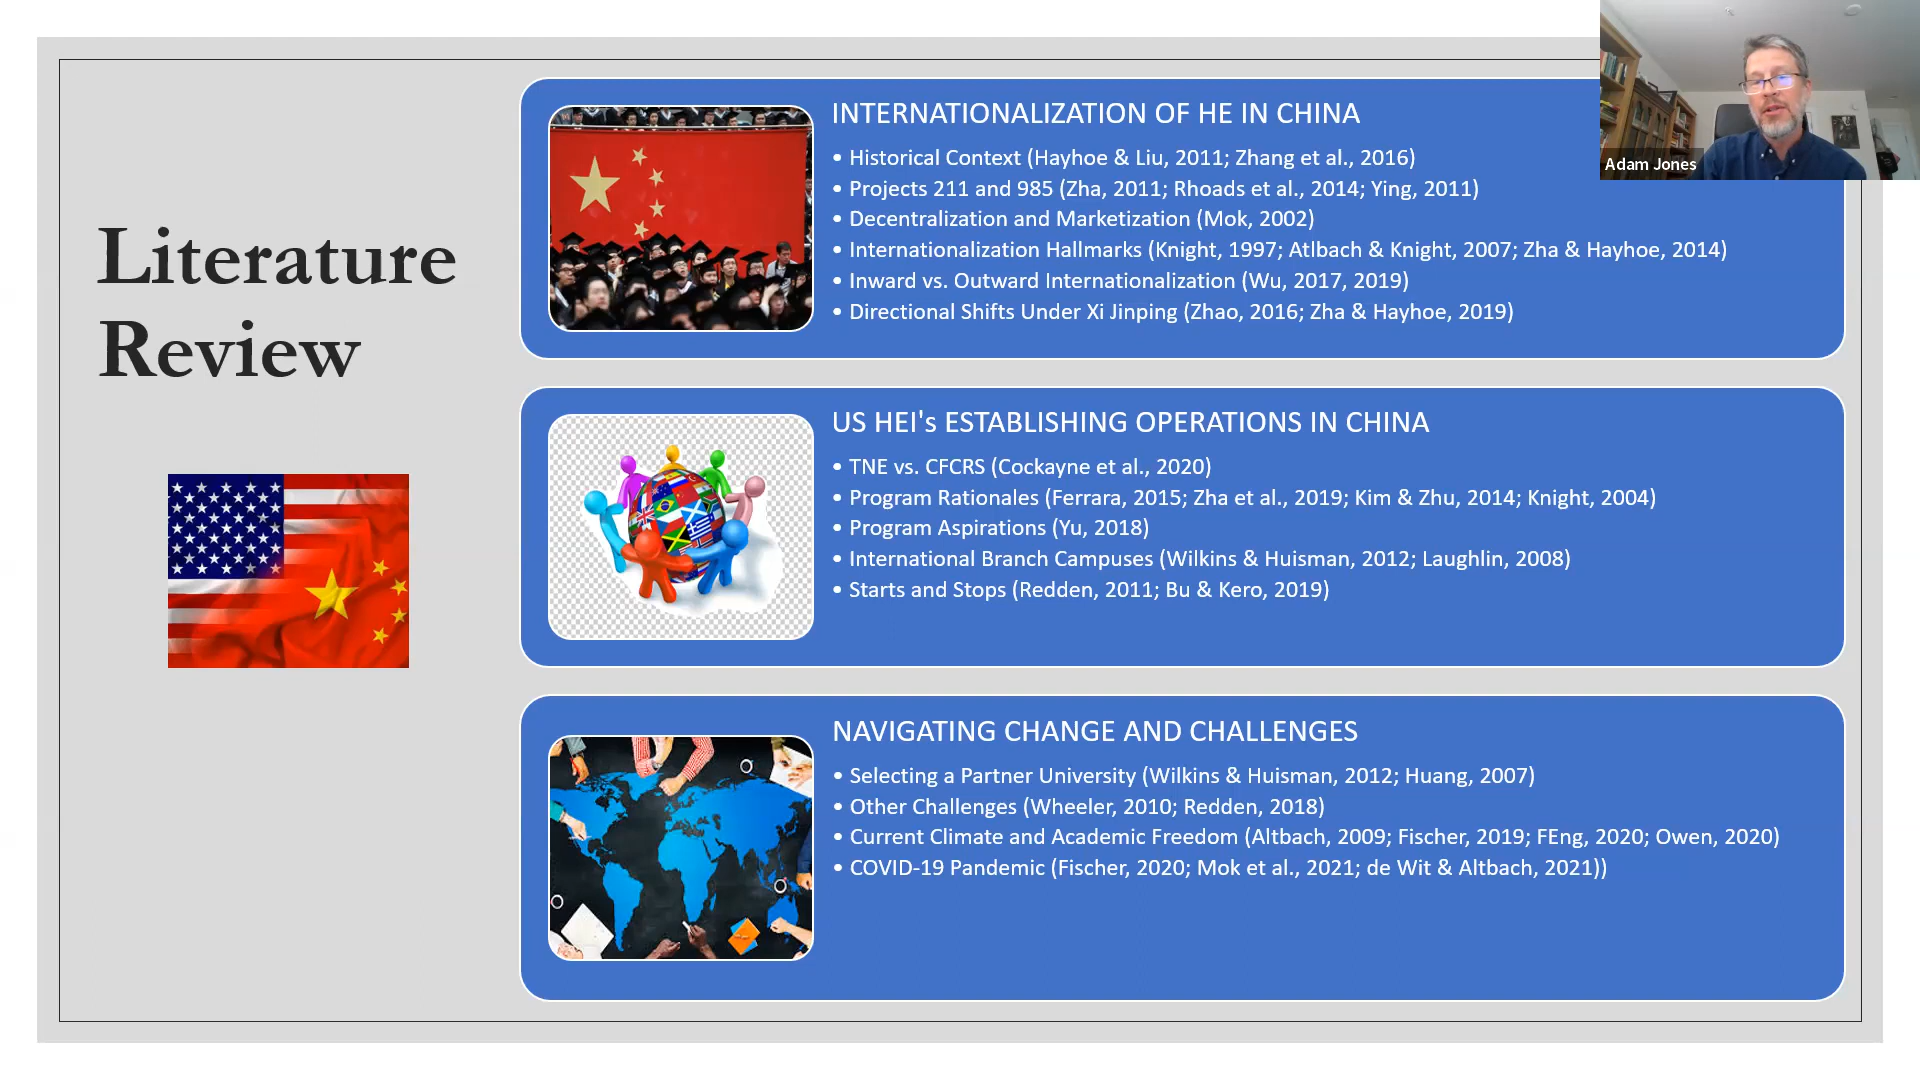 Literature
Review
INTERNATIONALIZATION OF HE IN CHINA
• Historical Context (Hayhoe & Liu, 2011; Zhang et al., 2016)
• Projects 211 and 985 (Zha, 2011; Rhoads et al., 2014; Ying, 2011)
• Decentralization and Marketization (Mok, 2002)
• Internationalization Hallmarks (Knight, 1997; Atlbach & Knight, 2007; Zha & Hayhoe, 2014)
• Inward vs. Outward Internationalization (Wu, 2017, 2019)
• Directional Shifts Under Xi Jinping (Zhao, 2016; Zha & Hayhoe, 2019)
US HEI's ESTABLISHING OPERATIONS IN CHINA
• TNE vs. CFCRS (Cockayne et al., 2020)
• Program Rationales (Ferrara, 2015; Zha et al., 2019; Kim & Zhu, 2014; Knight, 2004)
• Program Aspirations (Yu, 2018)
• International Branch Campuses (Wilkins & Huisman, 2012; Laughlin, 2008)
• Starts and Stops (Redden, 2011; Bu & Kero, 2019)
NAVIGATING CHANGE AND CHALLENGES
• Selecting a Partner University (Wilkins & Huisman, 2012; Huang, 2007)
• Other Challenges (Wheeler, 2010; Redden, 2018)
• Current Climate and Academic Freedom (Altbach, 2009; Fischer, 2019; FEng, 2020; Owen, 2020)
• COVID-19 Pandemic (Fischer, 2020; Mok et al., 2021; de Wit & Altbach, 2021))
Adam Jones